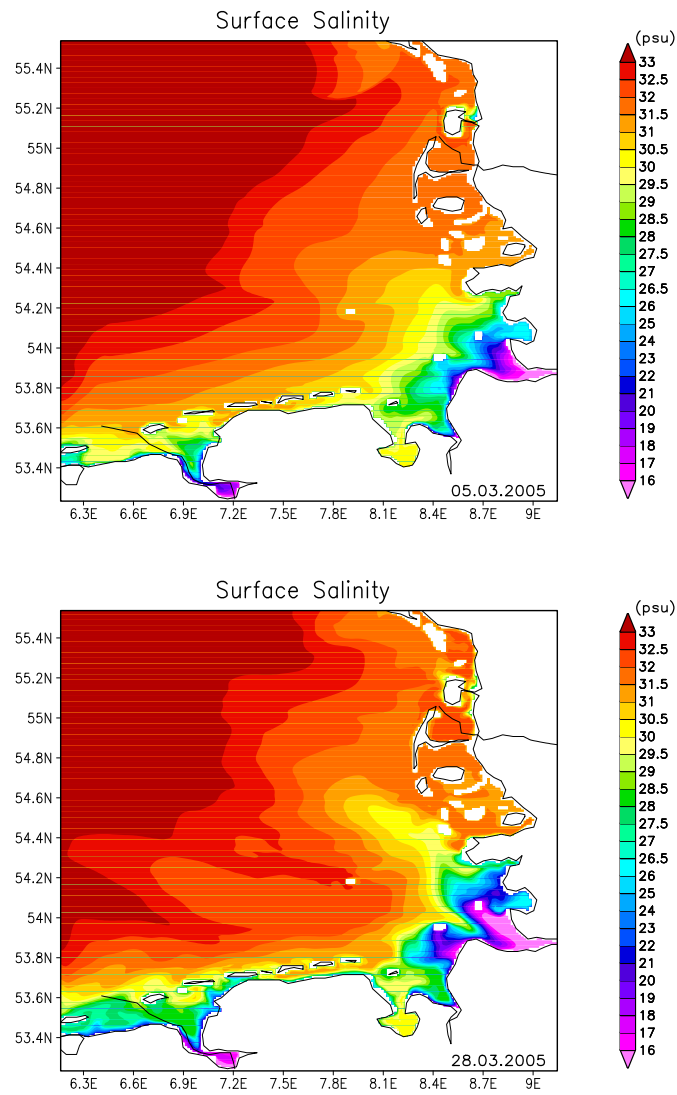 Surface Salinity
(psu)
33
32.5
32
31.5
31
30.5
30
29.5
29
28.5
28
27.5
27
26.5
26
25
24
23
22
21
20
19
18
17
16
55.4N
55.2N
55N
54.8N
54.6N
54.4N
54.2N
54N
53.8N
53.6N
53.4N
05.03.2005
6.3E 6.6E 6.9E 7.2E 7.5E 7.8E 8.1E 8.4E 8.7E 9E
Surface Salinity
(psu)
33
32.5
32
31.5
31
30.5
30
29.5
29
28.5
28
27.5
27
26.5
26
25
24
23
22
21
20
19
18
17
16
55.4N
55.2N
55N
54.8N
54.6N
54.4N
54.2N
54N
53.8N
53.6N
53.4N
28.03.2005
6.3E 6.6E 6.9E 7.2E 7.5E 7.8E 8.1E 8.4E 8.7E 9E